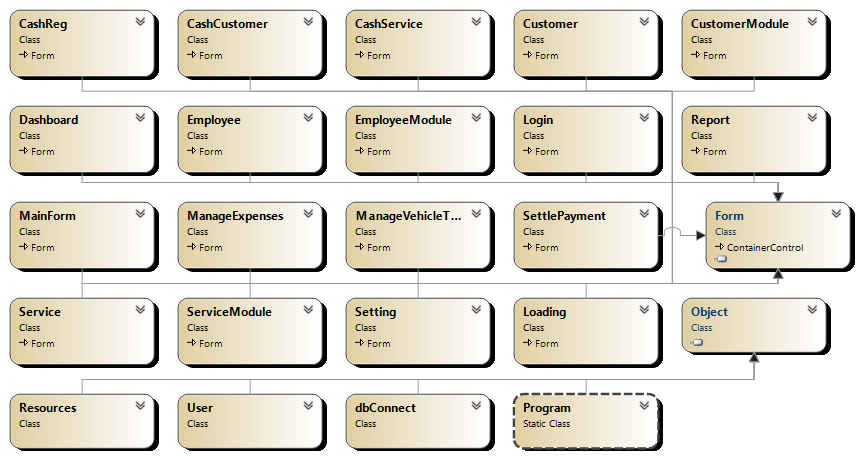 CashReg
Class
Form
CashCustomer
Class
Form
CashService
Class
Form
Customer
Class
Form
CustomerModule
Class
Form
Dashboard
Class
Form
Employee
Class
Form
EmployeeModule
Class
Form
Login
Class
Form
Report
Class
Form
MainForm
Class
Form
ManageExpenses
Class
Form
ManageVehicleT...
Class
Form
SettlePayment
Class
Form
Form
Class
ContainerControl
Service
Class
Form
ServiceModule
Class
Form
Setting
Class
Form
Loading
Class
Form
Object
Class
Resources
Class
User
Class
dbConnect
Class
Program
Static Class